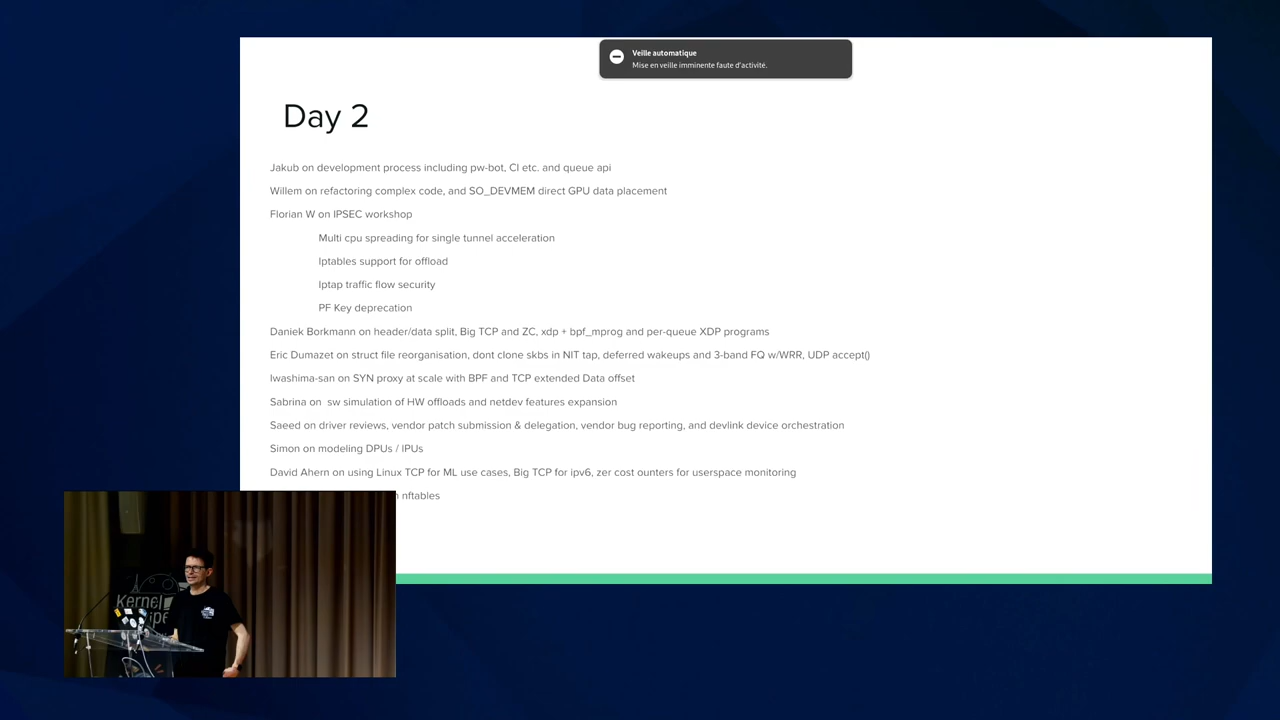 Veille automatique
Mise en veille imminente faute d'activité.
Day 2
Jakub on development process including pw-bot, CI etc. and queue api
Willem on refactoring complex code, and SO_DEVMEM direct GPU data placement
Florian W on IPSEC workshop
Multi cpu spreading for single tunnel acceleration
Iptables support for offload
Iptap traffic flow security
PF Key deprecation
Daniek Borkmann on header/data split, Big TCP and ZC, xdp + bpf_mprog and per-queue XDP programs
Eric Dumazet on struct file reorganisation, dont clone skbs in NIT tap, deferred wakeups and 3-band FQ w/WRR, UDP accept()
Iwashima-san on SYN proxy at scale with BPF and TCP extended Data offset
Sabrina on  sw simulation of HW offloads and netdev features expansion
Saeed on driver reviews, vendor patch submission & delegation, vendor bug reporting, and devlink device orchestration
Simon on modeling DPUs / IPUs
David Ahern on using Linux TCP for ML use cases, Big TCP for ipv6, zer cost ounters for userspace monitoring
nftables
Kernel